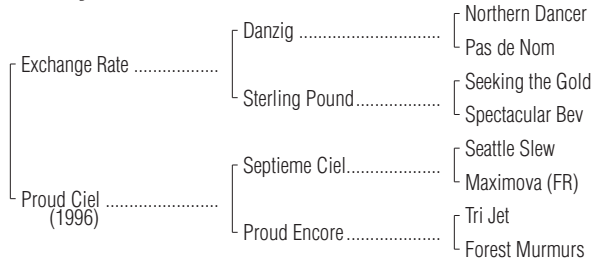 Northern Dancer
Danzig ..................................
Pas de Nom
Exchange Rate ..................
Seeking the Gold
Sterling Pound....................
Spectacular Bev
Seattle Slew
Septieme Ciel......................
Maximova (FR)
Proud Ciel ........................
(1996)
Tri Jet
Proud Encore......................
Forest Murmurs